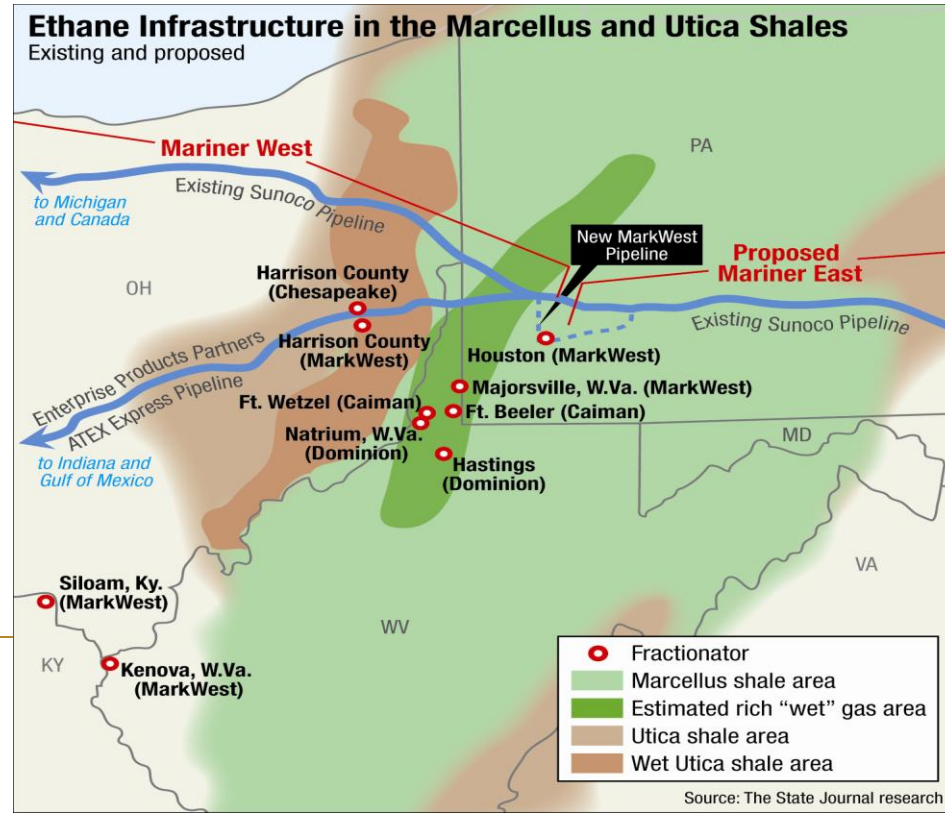 Ethane Infrastructure in the Marcellus and Utica Shales
Existing and proposed
Mariner West
PA
to Michigan
and Canada
Existing Sunoco Pipeline
New MarkWest
Pipeline
Proposed
Mariner East
OH
Harrison County
(Chesapeake)
Existing Sunoco Pipeline
Harrison County
(MarkWest)
Houston (MarkWest)
Enterprise Products Partners
ATEX Express Pipeline
Majorsville, W.Va. (MarkWest)
Ft. Wetzel (Caiman)
Ft. Beeler (Caiman)
Natrium, W.Va.
(Dominion)
MD
to Indiana and
Gulf of Mexico
Hastings
(Dominion)
VA
Siloam, Ky.
(MarkWest)
WV
KY
Kenova, W.Va.
(MarkWest)
Fractionator
Marcellus shale area
Estimated rich “wet” gas area
Utica shale area
Wet Utica shale area
Source: The State Journal research